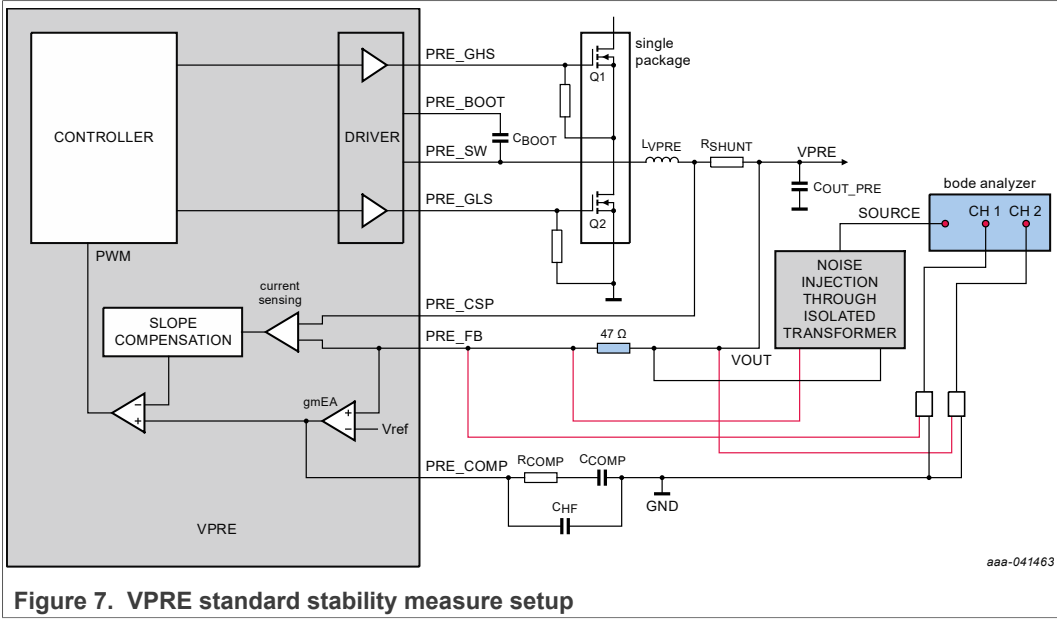 single
package
PRE_GHS
Q1
PRE_BOOT
CONTROLLER
DRIVER
CBOOT
LVPRE
RSHUNT
VPRE
PRE_SW
COUT_PRE
bode analyzer
PRE_GLS
SOURCE
CH 1
CH 2
Q2
PWM
NOISE
INJECTION
THROUGH
ISOLATED
TRANSFORMER
current
sensing
PRE_CSP
SLOPE
COMPENSATION
PRE_FB
47 Ω
VOUT
gmEA
−
+
+
−
Vref
PRE_COMP
RCOMP
CCOMP
CHF
GND
VPRE
aaa-041463
Figure 7. VPRE standard stability measure setup